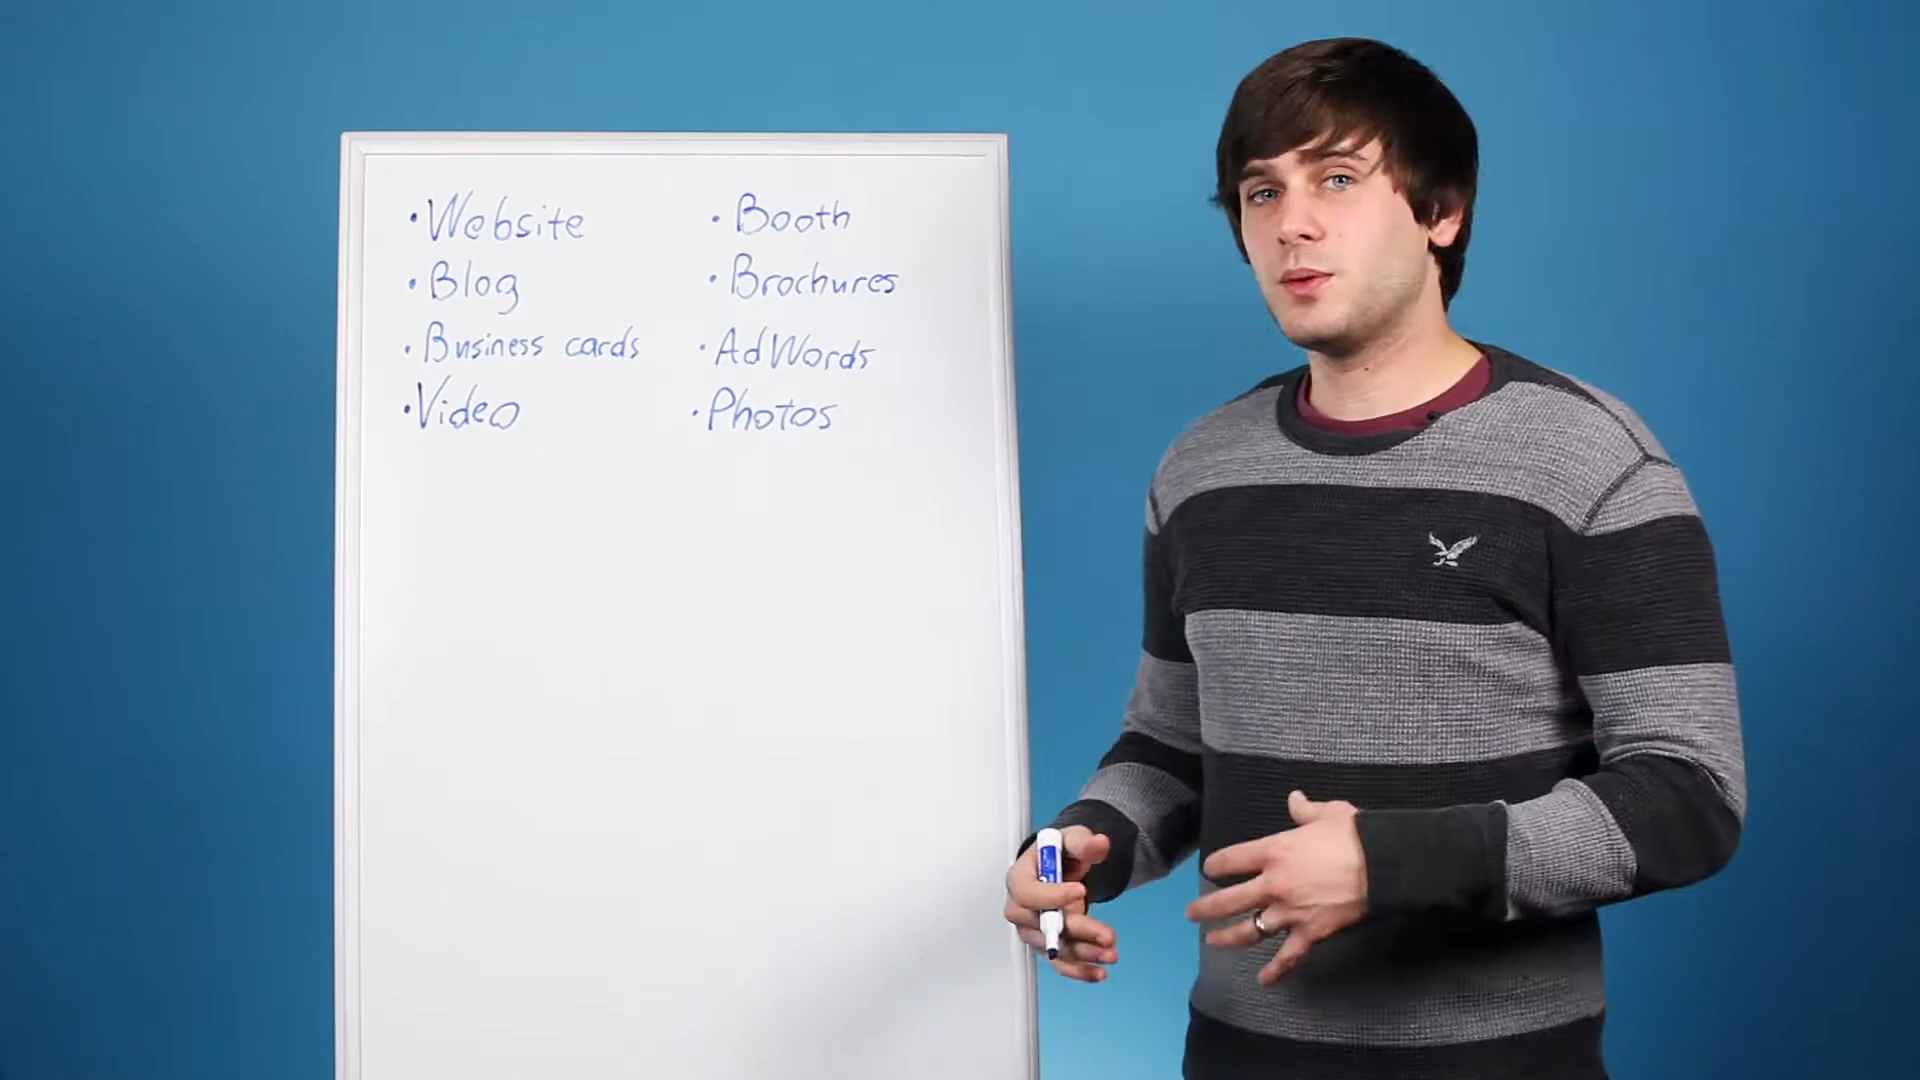 • Website
• Blog
• Business cards
• Video
• Booth
• Brochures
• AdWords
• Photos